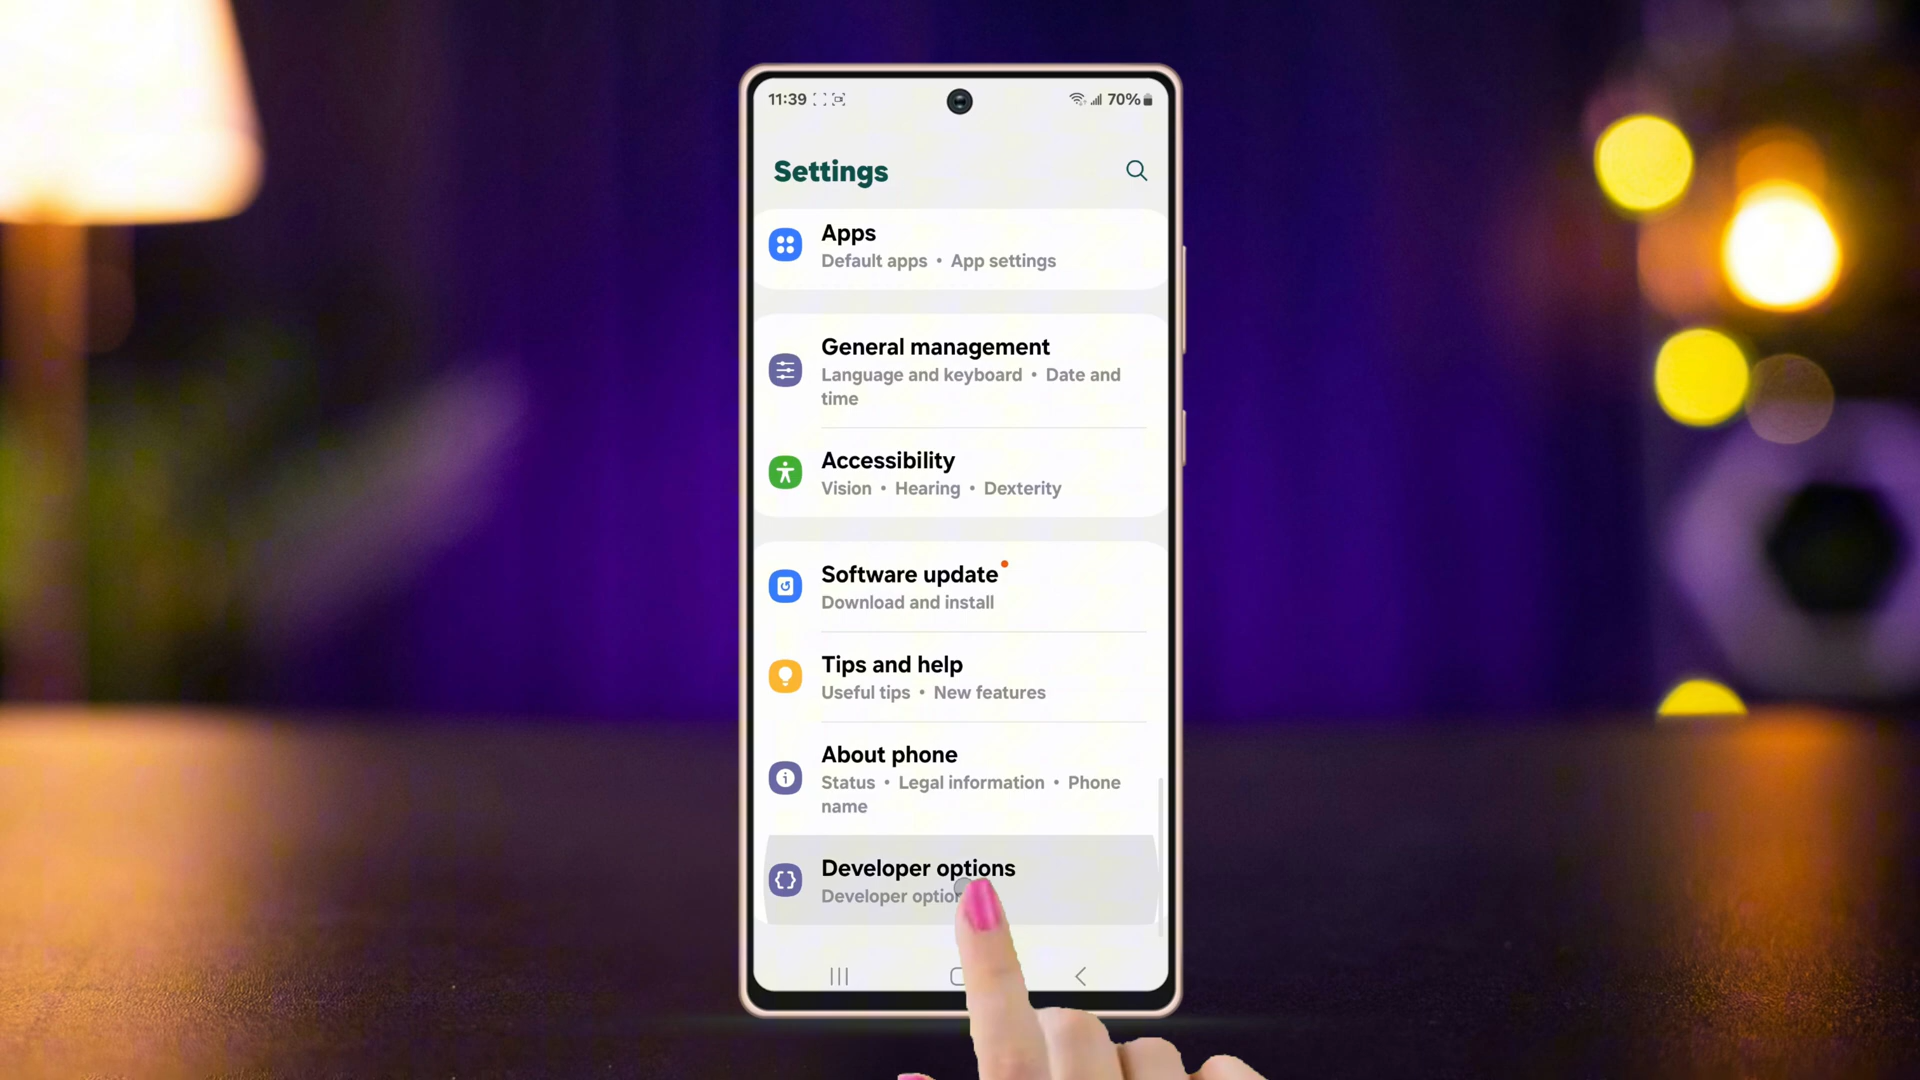 11:39
70%
Settings
Apps
Default apps • App settings
General management
Language and keyboard • Date and
time
Accessibility
Vision • Hearing • Dexterity
Software update
Download and install
Tips and help
Useful tips • New features
About phone
Status • Legal information • Phone
name
Developer options
Developer